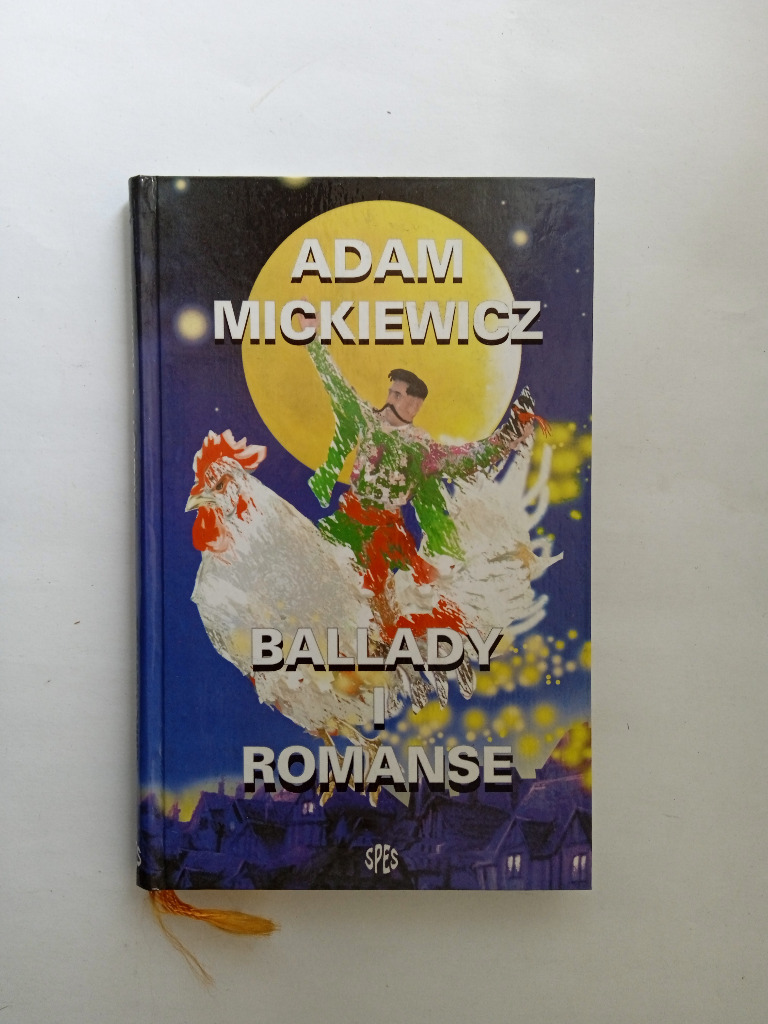 ADAM
MICKIEWICZ
BALLADY
I
ROMANSE
SPES